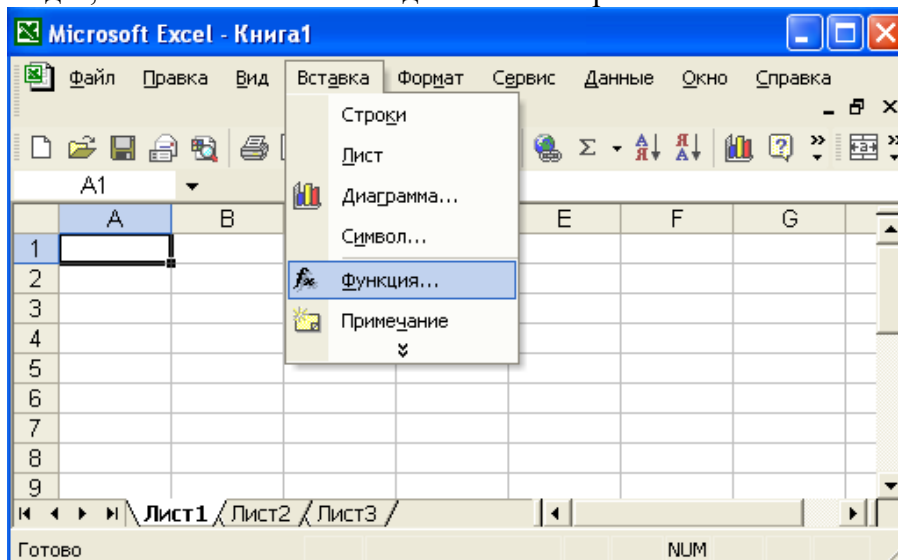 Microsoft Excel - Книга1
Файл Правка Вид Вставка Формат Сервис Данные Окно Справка
Строки
Лист
Диаграмма...
Символ...
Функция...
Примечание
A1
A B E F G
1
2
3
4
5
6
7
8
9
Лист1 Лист2 Лист3
Готово NUM